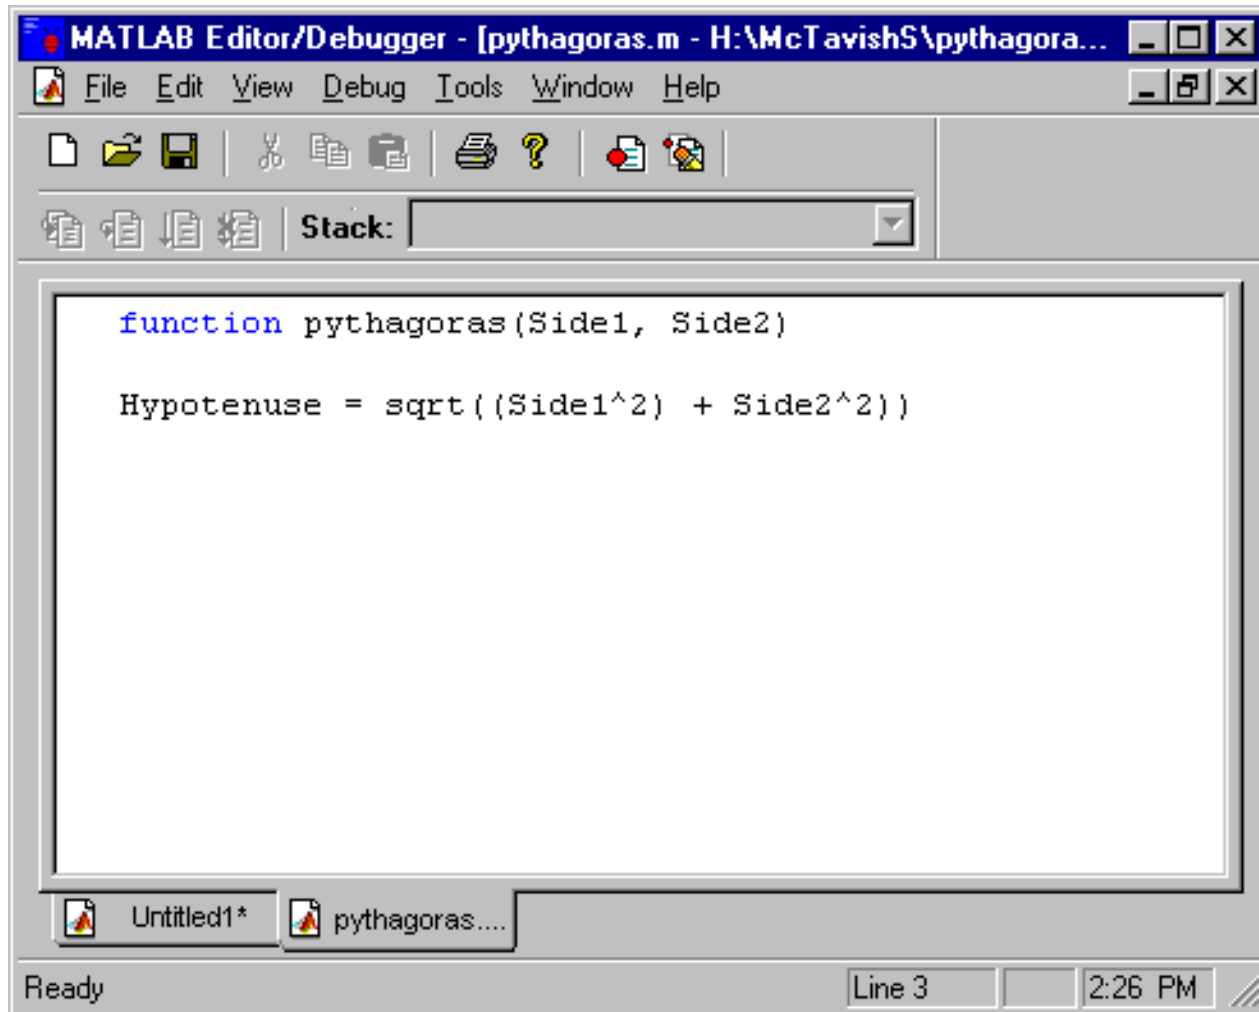 MATLAB Editor/Debugger - [pythagoras.m - H:\McTavishS\pythagora...
File Edit View Debug Tools Window Help
Stack:
function pythagoras(Side1, Side2)
Hypotenuse = sqrt((Side1^2) + Side2^2))
Untitled1* pythagoras....
Ready Line 3 2:26 PM